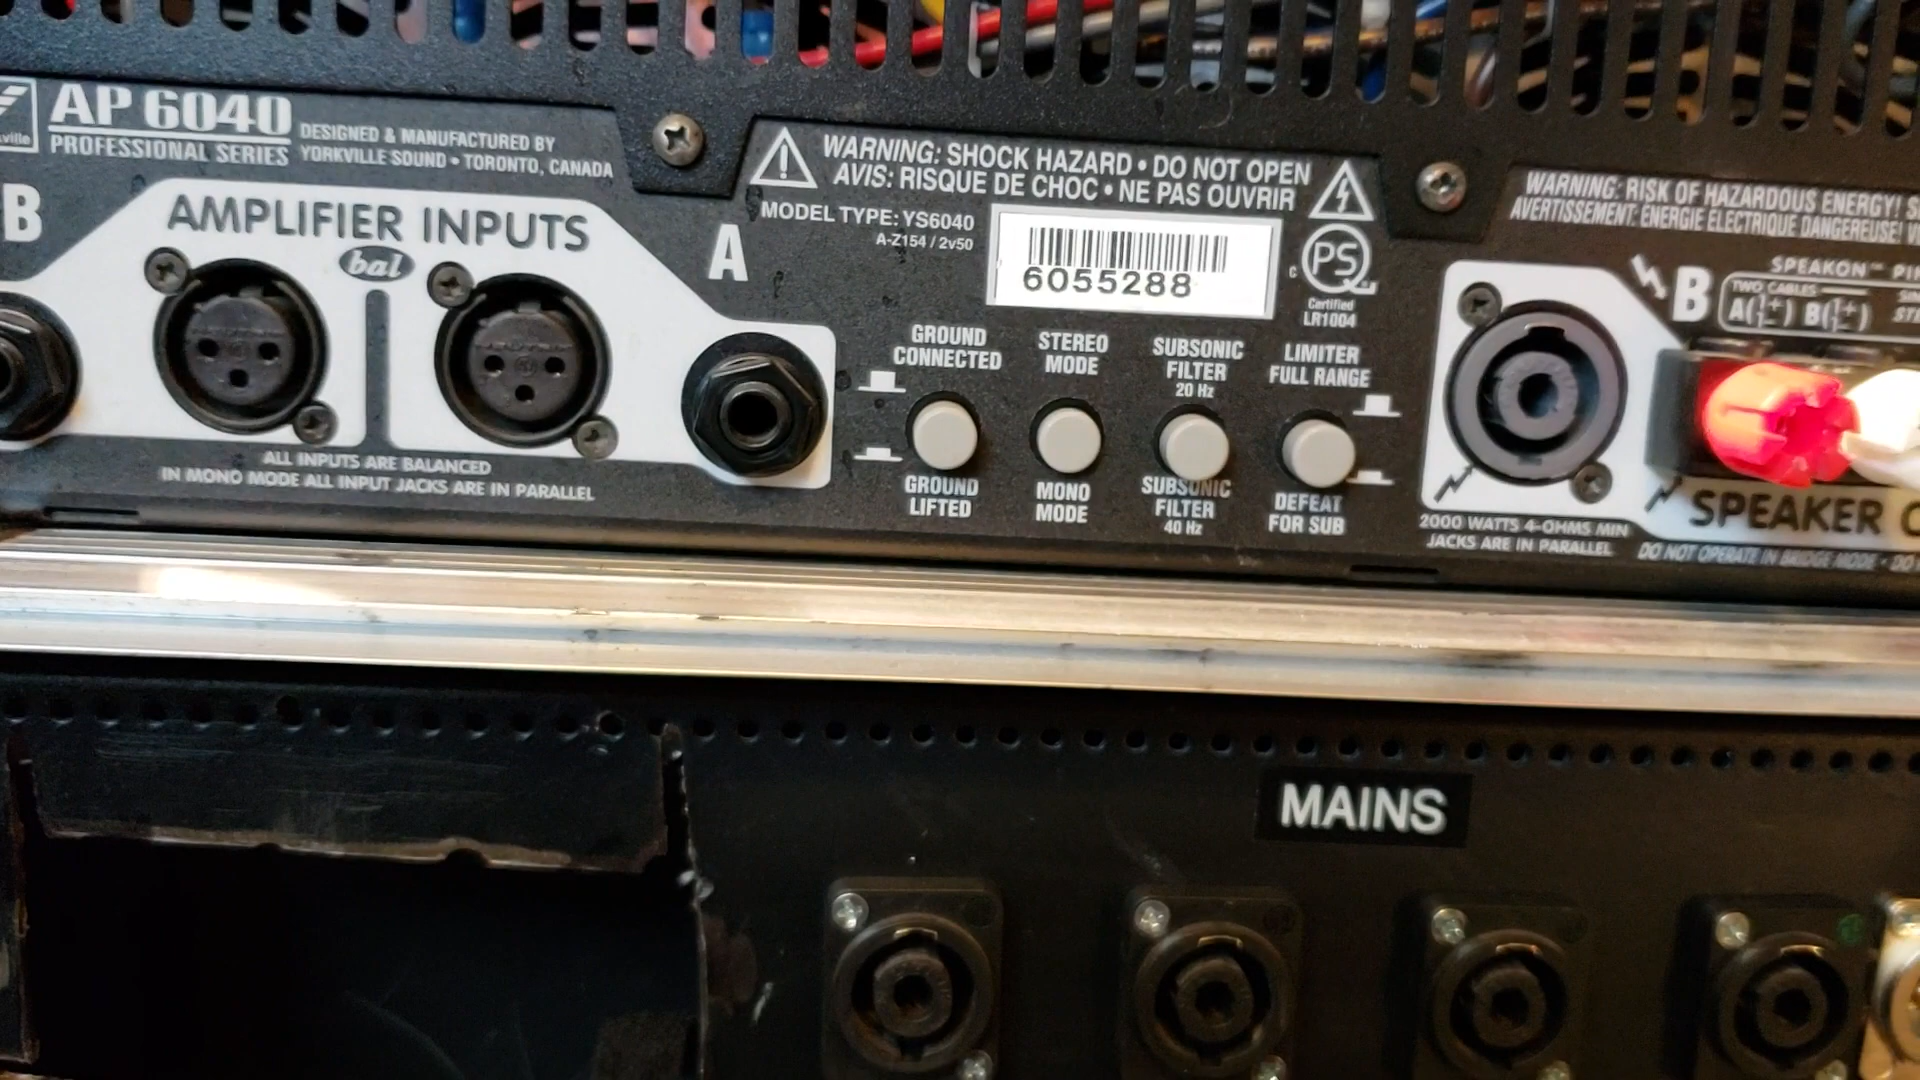 AP 6040
PROFESSIONAL SERIES
DESIGNED & MANUFACTURED BY
YORKVILLE SOUND • TORONTO, CANADA
B
AMPLIFIER INPUTS
bal
A
ALL INPUTS ARE BALANCED
IN MONO MODE ALL INPUT JACKS ARE IN PARALLEL
WARNING: SHOCK HAZARD • DO NOT OPEN
AVIS: RISQUE DE CHOC • NE PAS OUVRIR
MODEL TYPE: YS6040
A-Z154 / 2v50
6055288
C PS
Certified
LR1004
GROUND
CONNECTED
STEREO
MODE
SUBSONIC
FILTER
20 Hz
LIMITER
FULL RANGE
GROUND
LIFTED
MONO
MODE
SUBSONIC
FILTER
40 Hz
DEFEAT
FOR SUB
WARNING: RISK OF HAZARDOUS ENERGY!
AVERTISSEMENT: ENERGIE ELECTRIQUE DANGEREUSE!
B
SPEAKON™
TWO CABLES
A(1+ 1-) B(1+ 1-)
2000 WATTS 4-OHMS MIN
JACKS ARE IN PARALLEL
SPEAKER
DO NOT OPERATE IN BRIDGE MODE •
MAINS